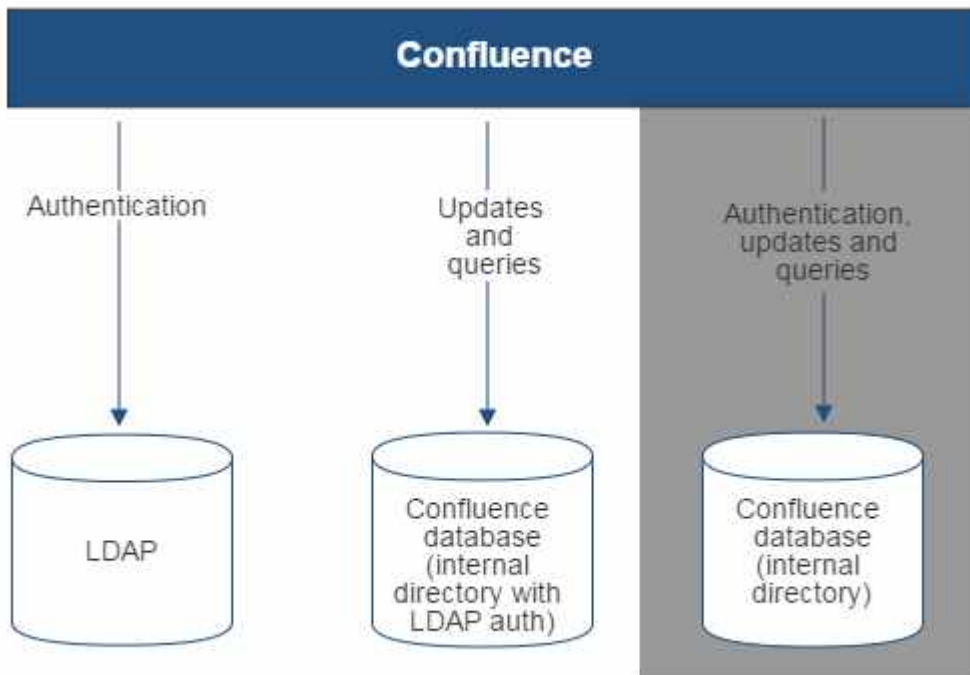 Confluence
Authentication
Updates
and
queries
Authentication,
updates and
queries
LDAP
Confluence
database
(internal
directory with
LDAP auth)
Confluence
database
(internal
directory)